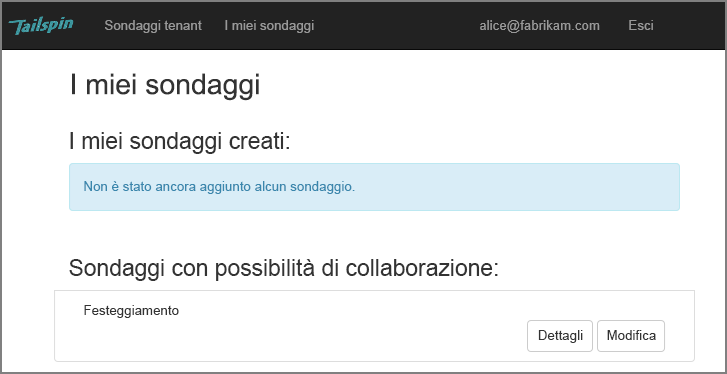 Tailspin Sondaggi tenant I miei sondaggi alice@fabrikam.com Esci
I miei sondaggi
I miei sondaggi creati:
Non è stato ancora aggiunto alcun sondaggio.
Sondaggi con possibilità di collaborazione:
Festeggiamento
Dettagli Modifica